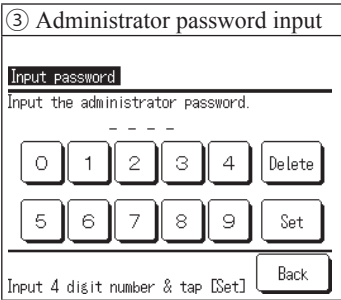 ③ Administrator password input
Input password
Input the administrator password.
– – – –
0 1 2 3 4 Delete
5 6 7 8 9 Set
Back
Input 4 digit number & tap [Set]